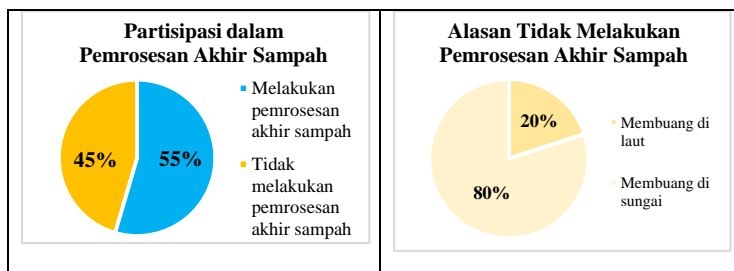 Partisipasi dalam
Pemrosesan Akhir Sampah
45%
55%
Melakukan
pemrosesan
akhir sampah
Tidak
melakukan
pemrosesan
akhir sampah
Alasan Tidak Melakukan
Pemrosesan Akhir Sampah
20%
80%
Membuang di
laut
Membuang di
sungai